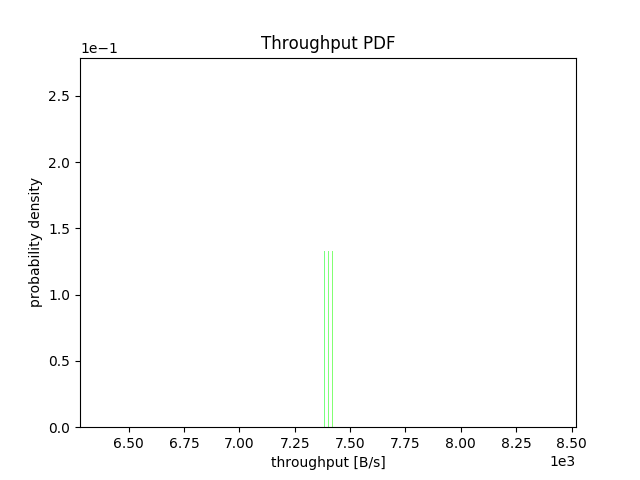 Throughput PDF
1e−1
2.5
2.0
1.5
1.0
0.5
0.0
probability density
6.50 6.75 7.00 7.25 7.50 7.75 8.00 8.25 8.50
1e3
throughput [B/s]